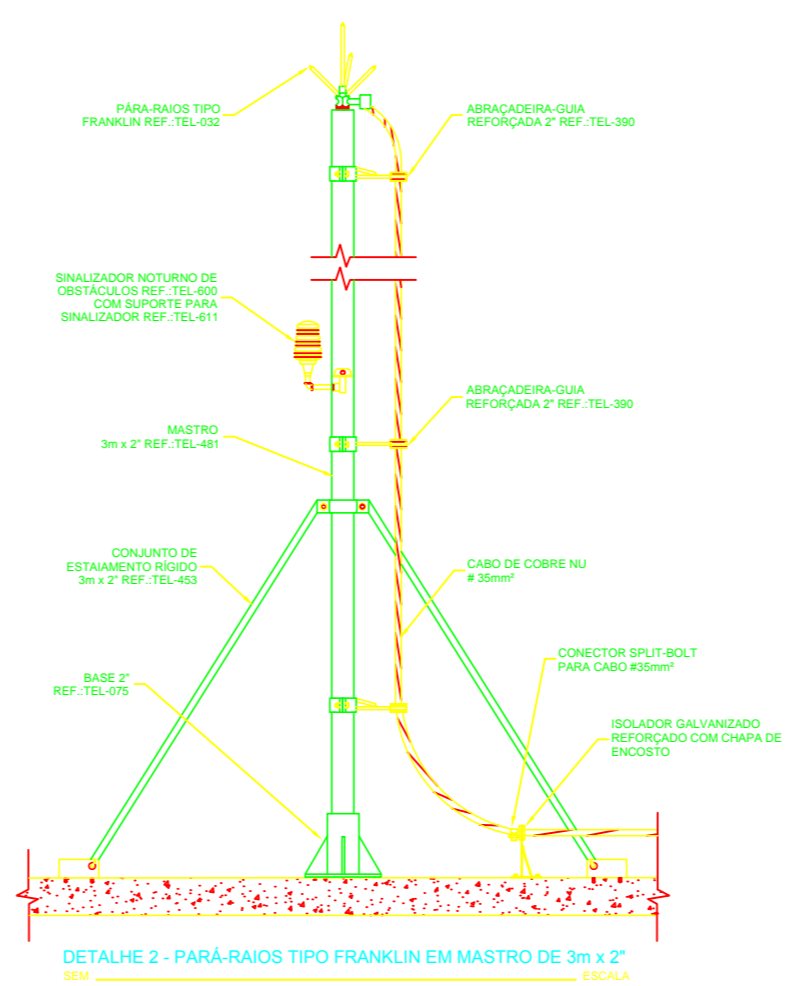 PÁRA-RAIOS TIPO
FRANKLIN REF.:TEL-032
ABRAÇADEIRA-GUIA
REFORÇADA 2" REF.:TEL-390
SINALIZADOR NOTURNO DE
OBSTÁCULOS REF.:TEL-600
COM SUPORTE PARA
SINALIZADOR REF.:TEL-611
ABRAÇADEIRA-GUIA
REFORÇADA 2" REF.:TEL-390
MASTRO
3m x 2" REF.:TEL-481
CONJUNTO DE
ESTAIAMENTO RÍGIDO
3m x 2" REF.:TEL-453
CABO DE COBRE NU
# 35mm²
CONECTOR SPLIT-BOLT
PARA CABO #35mm²
BASE 2"
REF.:TEL-075
ISOLADOR GALVANIZADO
REFORÇADO COM CHAPA DE
ENCOSTO
DETALHE 2 - PARÁ-RAIOS TIPO FRANKLIN EM MASTRO DE 3m x 2"
SEM ESCALA